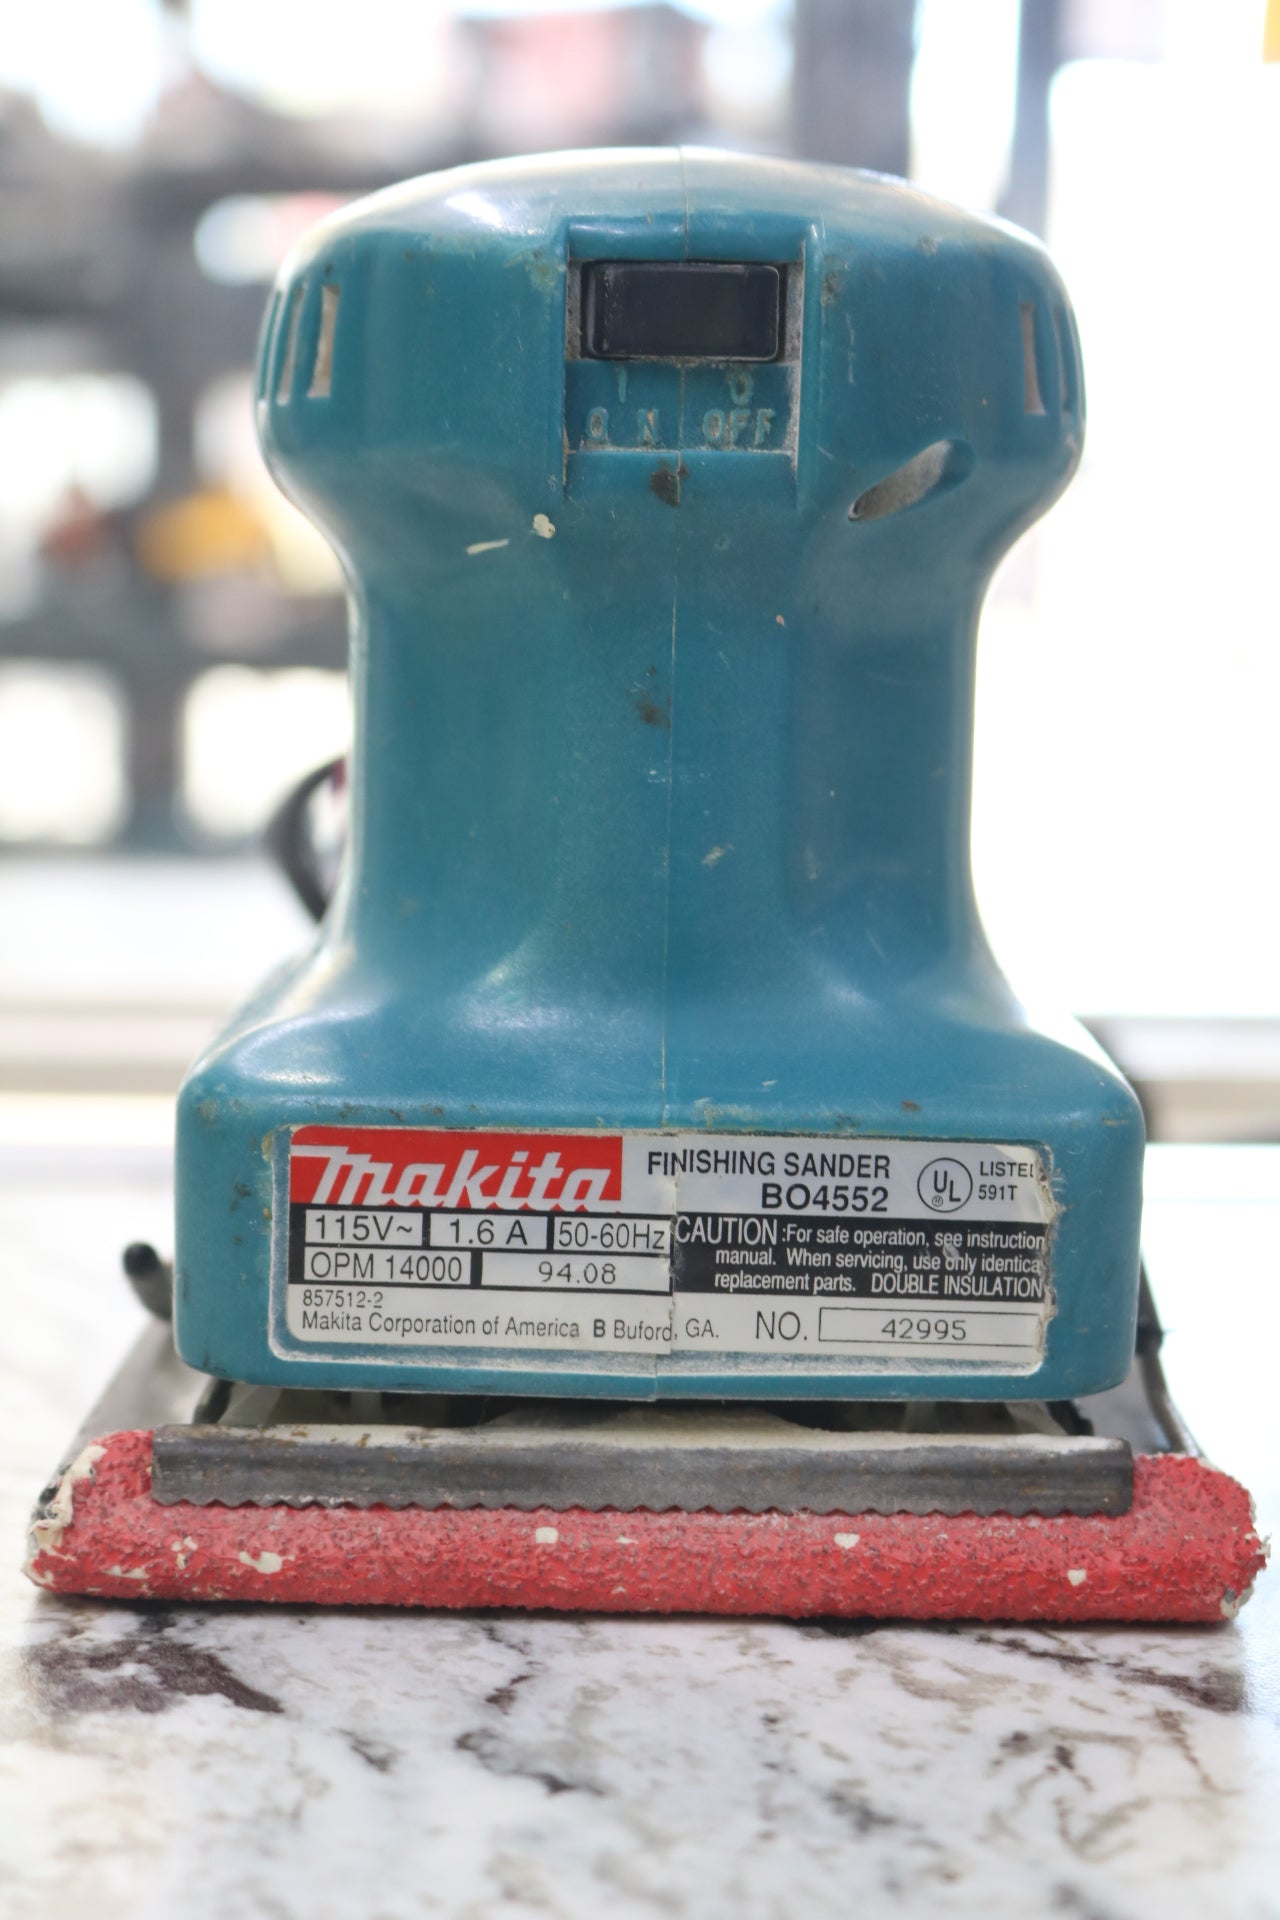 I O
ON OFF
Makita
FINISHING SANDER
BO4552
UL ®
LISTED
591T
115V~ 1.6 A 50-60Hz
OPM 14000 94.08
CAUTION :For safe operation, see instruction
manual. When servicing, use only identica
replacement parts. DOUBLE INSULATION
857512-2
Makita Corporation of America B Buford, GA.
NO. 42995